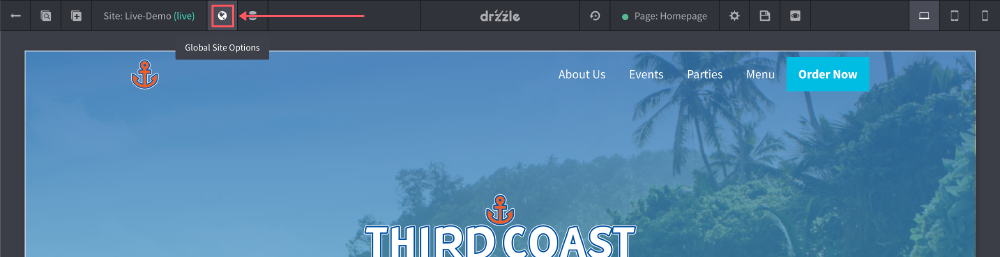 Site: Live-Demo (live)
drizzle
Page: Homepage
Global Site Options
About Us
Events
Parties
Menu
Order Now
THIRD COAST